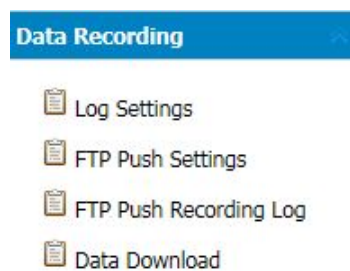 Data Recording
Log Settings
FTP Push Settings
FTP Push Recording Log
Data Download